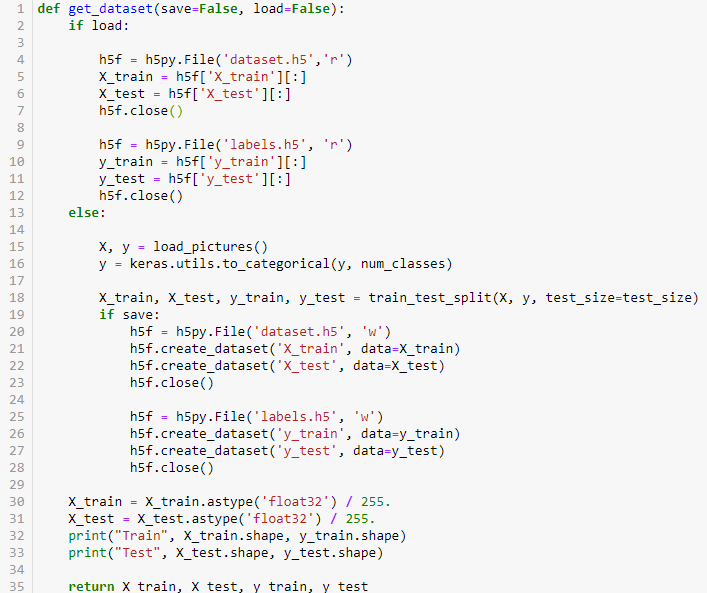 1 def get_dataset(save=False, load=False):
2     if load:
3
4         h5f = h5py.File('dataset.h5','r')
5         X_train = h5f['X_train'][:]
6         X_test = h5f['X_test'][:]
7         h5f.close()
8
9         h5f = h5py.File('labels.h5', 'r')
10         y_train = h5f['y_train'][:]
11         y_test = h5f['y_test'][:]
12         h5f.close()
13     else:
14
15         X, y = load_pictures()
16         y = keras.utils.to_categorical(y, num_classes)
17
18         X_train, X_test, y_train, y_test = train_test_split(X, y, test_size=test_size)
19         if save:
20             h5f = h5py.File('dataset.h5', 'w')
21             h5f.create_dataset('X_train', data=X_train)
22             h5f.create_dataset('X_test', data=X_test)
23             h5f.close()
24
25             h5f = h5py.File('labels.h5', 'w')
26             h5f.create_dataset('y_train', data=y_train)
27             h5f.create_dataset('y_test', data=y_test)
28             h5f.close()
29
30     X_train = X_train.astype('float32') / 255.
31     X_test = X_test.astype('float32') / 255.
32     print("Train", X_train.shape, y_train.shape)
33     print("Test", X_test.shape, y_test.shape)
34
35     return X_train, X_test, y_train, y_test